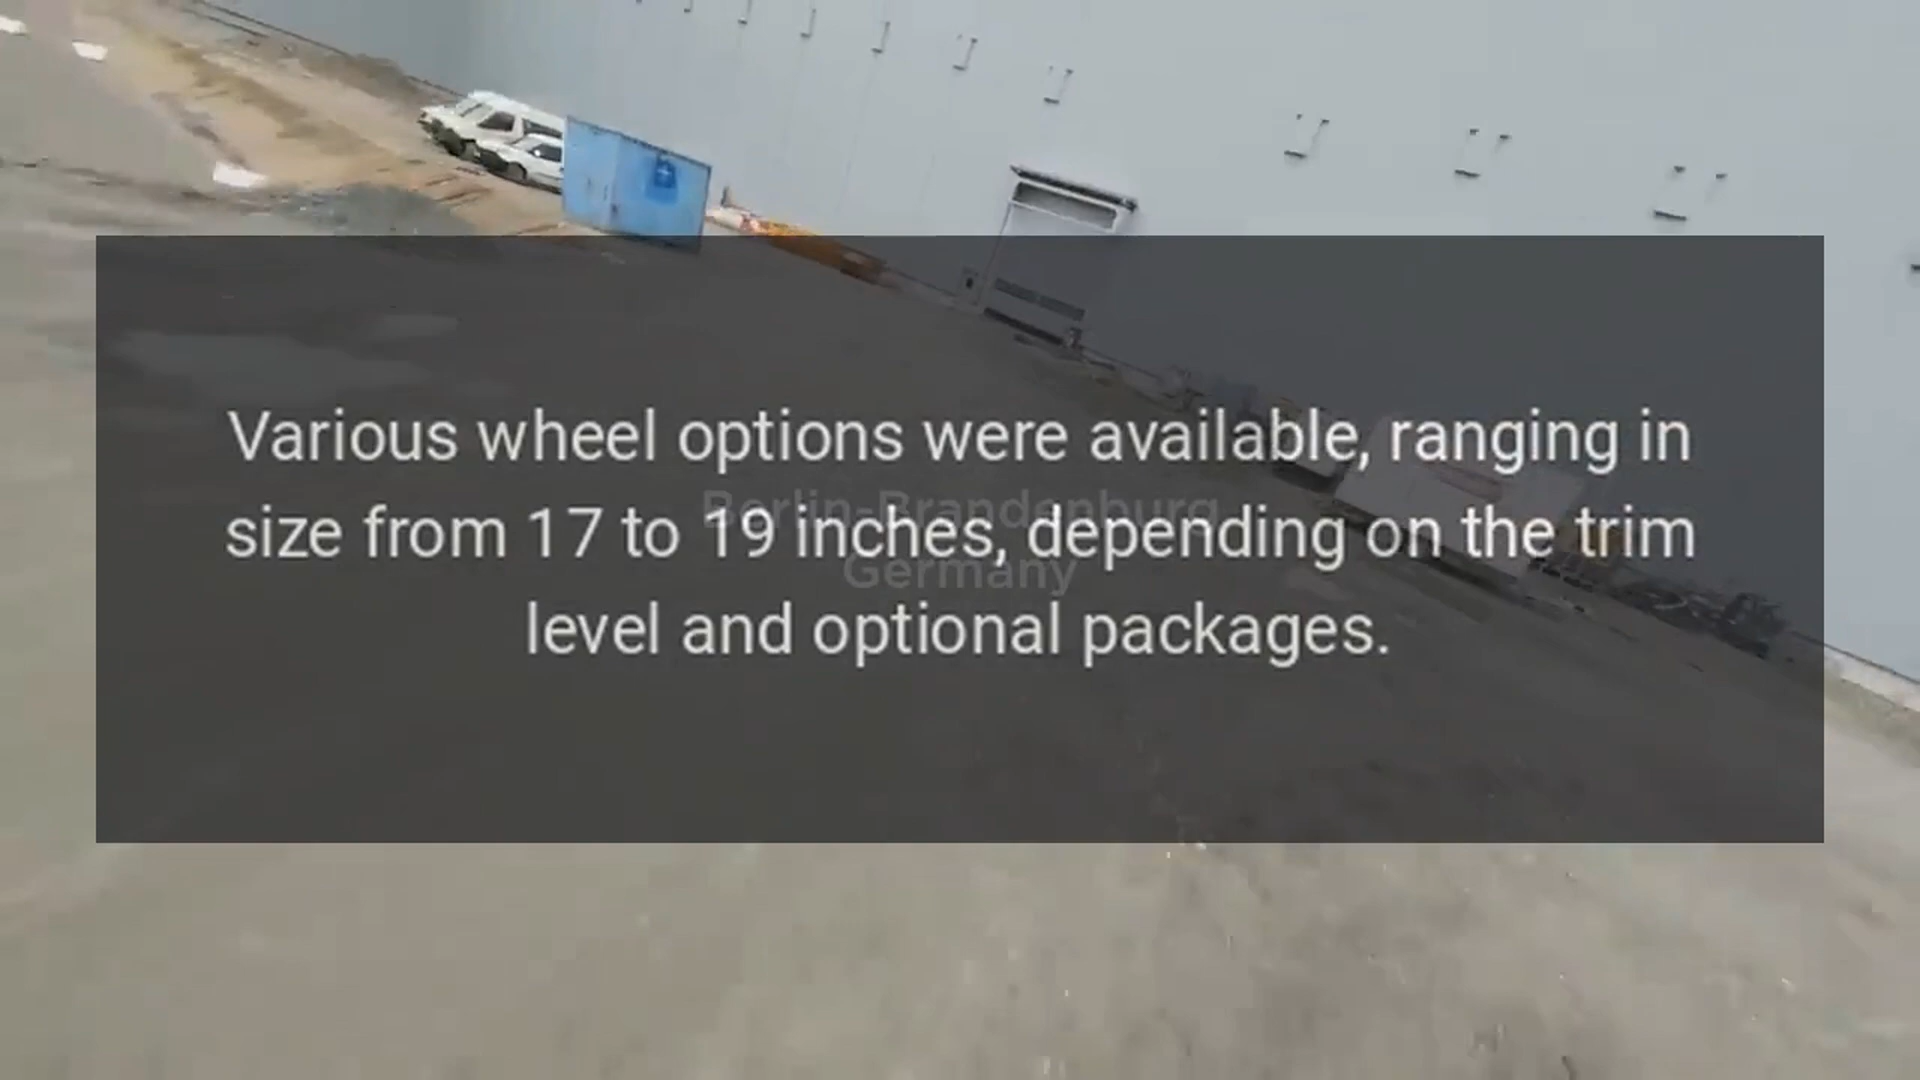 Various wheel options were available, ranging in
size from 17 to 19 inches, depending on the trim
level and optional packages.
Berlin-Brandenburg
Germany